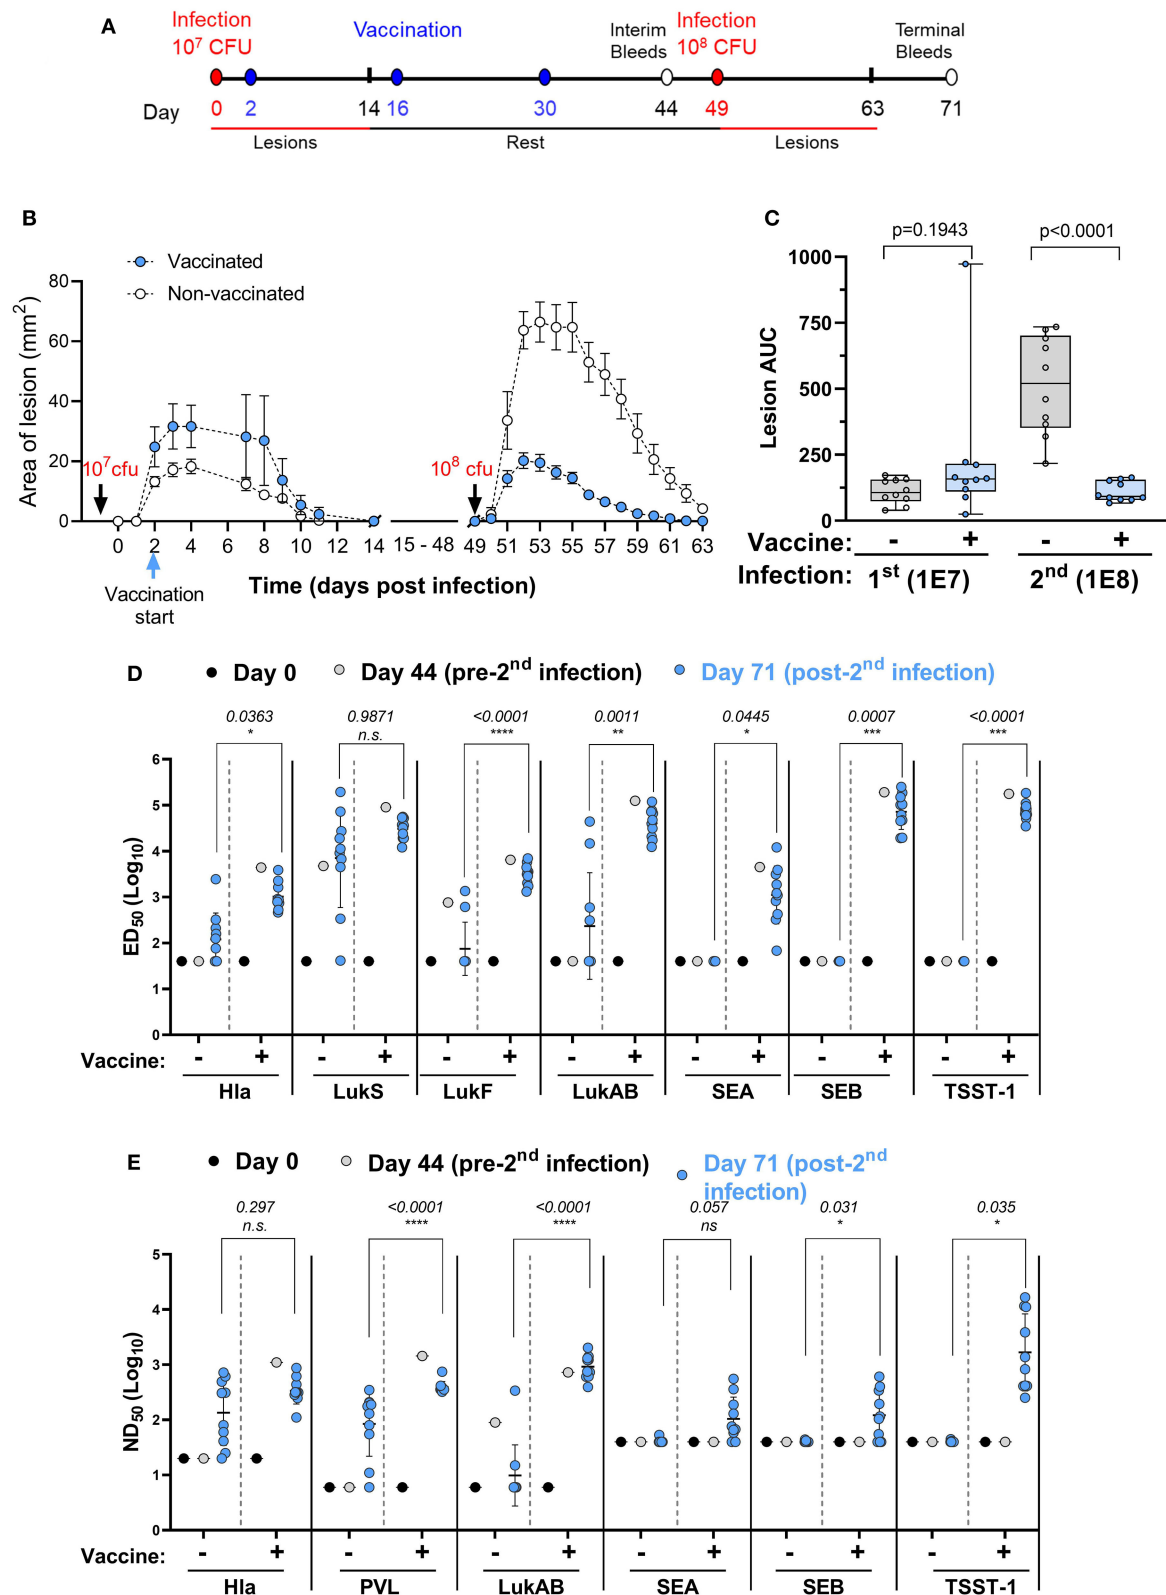 A
Infection
10⁷ CFU
Vaccination
Interim
Bleeds
Infection
10⁸ CFU
Terminal
Bleeds
Day 0 2 14 16 30 44 49 63 71
Lesions Rest Lesions
B
Vaccinated
Non-vaccinated
Area of lesion (mm²)
80
60
40
20
0
10⁷cfu
10⁸ cfu
0 2 4 6 8 10 12 14 15 - 48 49 51 53 55 57 59 61 63
Time (days post infection)
Vaccination
start
C
p=0.1943 p<0.0001
Lesion AUC
1000
750
500
250
0
Vaccine: - + - +
Infection: 1st (1E7) 2nd (1E8)
D
Day 0 Day 44 (pre-2nd infection) Day 71 (post-2nd infection)
0.0363 0.9871 <0.0001 0.0011 0.0445 0.0007 <0.0001
* n.s. **** ** * *** ***
ED₅₀ (Log₁₀)
6
5
4
3
2
1
0
Vaccine: - + - + - + - + - + - + - +
Hla LukS LukF LukAB SEA SEB TSST-1
E
Day 0 Day 44 (pre-2nd infection) Day 71 (post-2nd
infection)
0.297 <0.0001 <0.0001 0.057 0.031 0.035
n.s. **** **** ns * *
ND₅₀ (Log₁₀)
5
4
3
2
1
0
Vaccine: - + - + - + - + - + - +
Hla PVL LukAB SEA SEB TSST-1